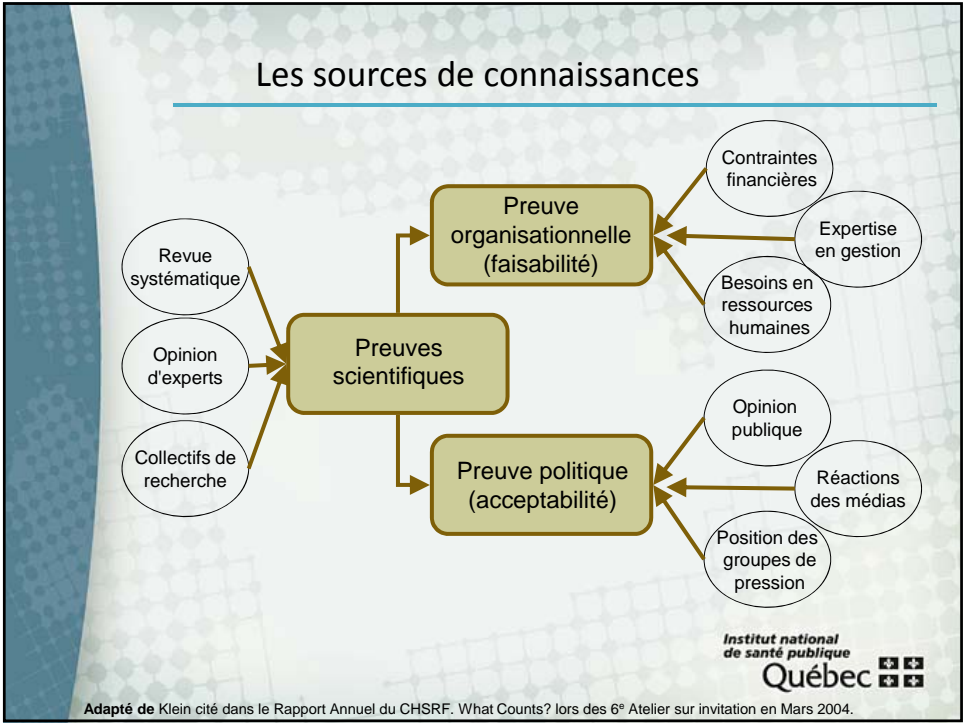 Les sources de connaissances
Revue
systématique
Opinion
d'experts
Collectifs de
recherche
Preuves
scientifiques
Preuve
organisationnelle
(faisabilité)
Contraintes
financières
Expertise
en gestion
Besoins en
ressources
humaines
Preuve politique
(acceptabilité)
Opinion
publique
Réactions
des médias
Position des
groupes de
pression
Institut national
de santé publique
Québec
Adapté de Klein cité dans le Rapport Annuel du CHSRF. What Counts? lors des 6e Atelier sur invitation en Mars 2004.